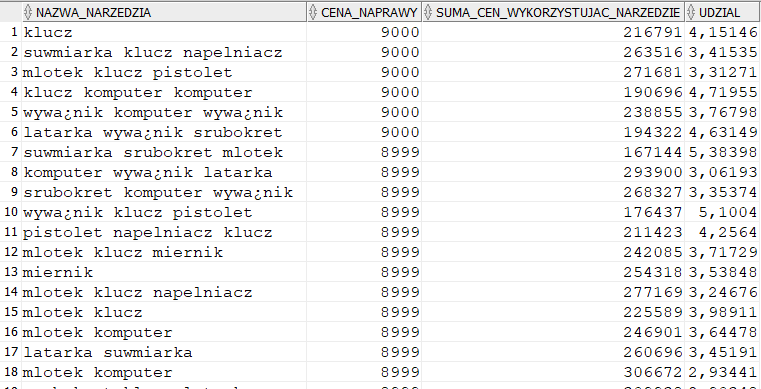 NAZWA_NARZEDZIA CENA_NAPRAWY SUMA_CEN_WYKORZYSTUJAC_NARZEDZIE UDZIAL
1 klucz 9000 216791 4,15146
2 suwmiarka klucz napelniacz 9000 263516 3,41535
3 mlotek klucz pistolet 9000 271681 3,31271
4 klucz komputer komputer 9000 190696 4,71955
5 wywa¿nik komputer wywa¿nik 9000 238855 3,76798
6 latarka wywa¿nik srubokret 9000 194322 4,63149
7 suwmiarka srubokret mlotek 8999 167144 5,38398
8 komputer wywa¿nik latarka 8999 293900 3,06193
9 srubokret komputer wywa¿nik 8999 268327 3,35374
10 wywa¿nik klucz pistolet 8999 176437 5,1004
11 pistolet napelniacz klucz 8999 211423 4,2564
12 mlotek klucz miernik 8999 242085 3,71729
13 miernik 8999 254318 3,53848
14 mlotek klucz napelniacz 8999 277169 3,24676
15 mlotek klucz 8999 225589 3,98911
16 mlotek komputer 8999 246901 3,64478
17 latarka suwmiarka 8999 260696 3,45191
18 mlotek komputer 8999 306672 2,93441